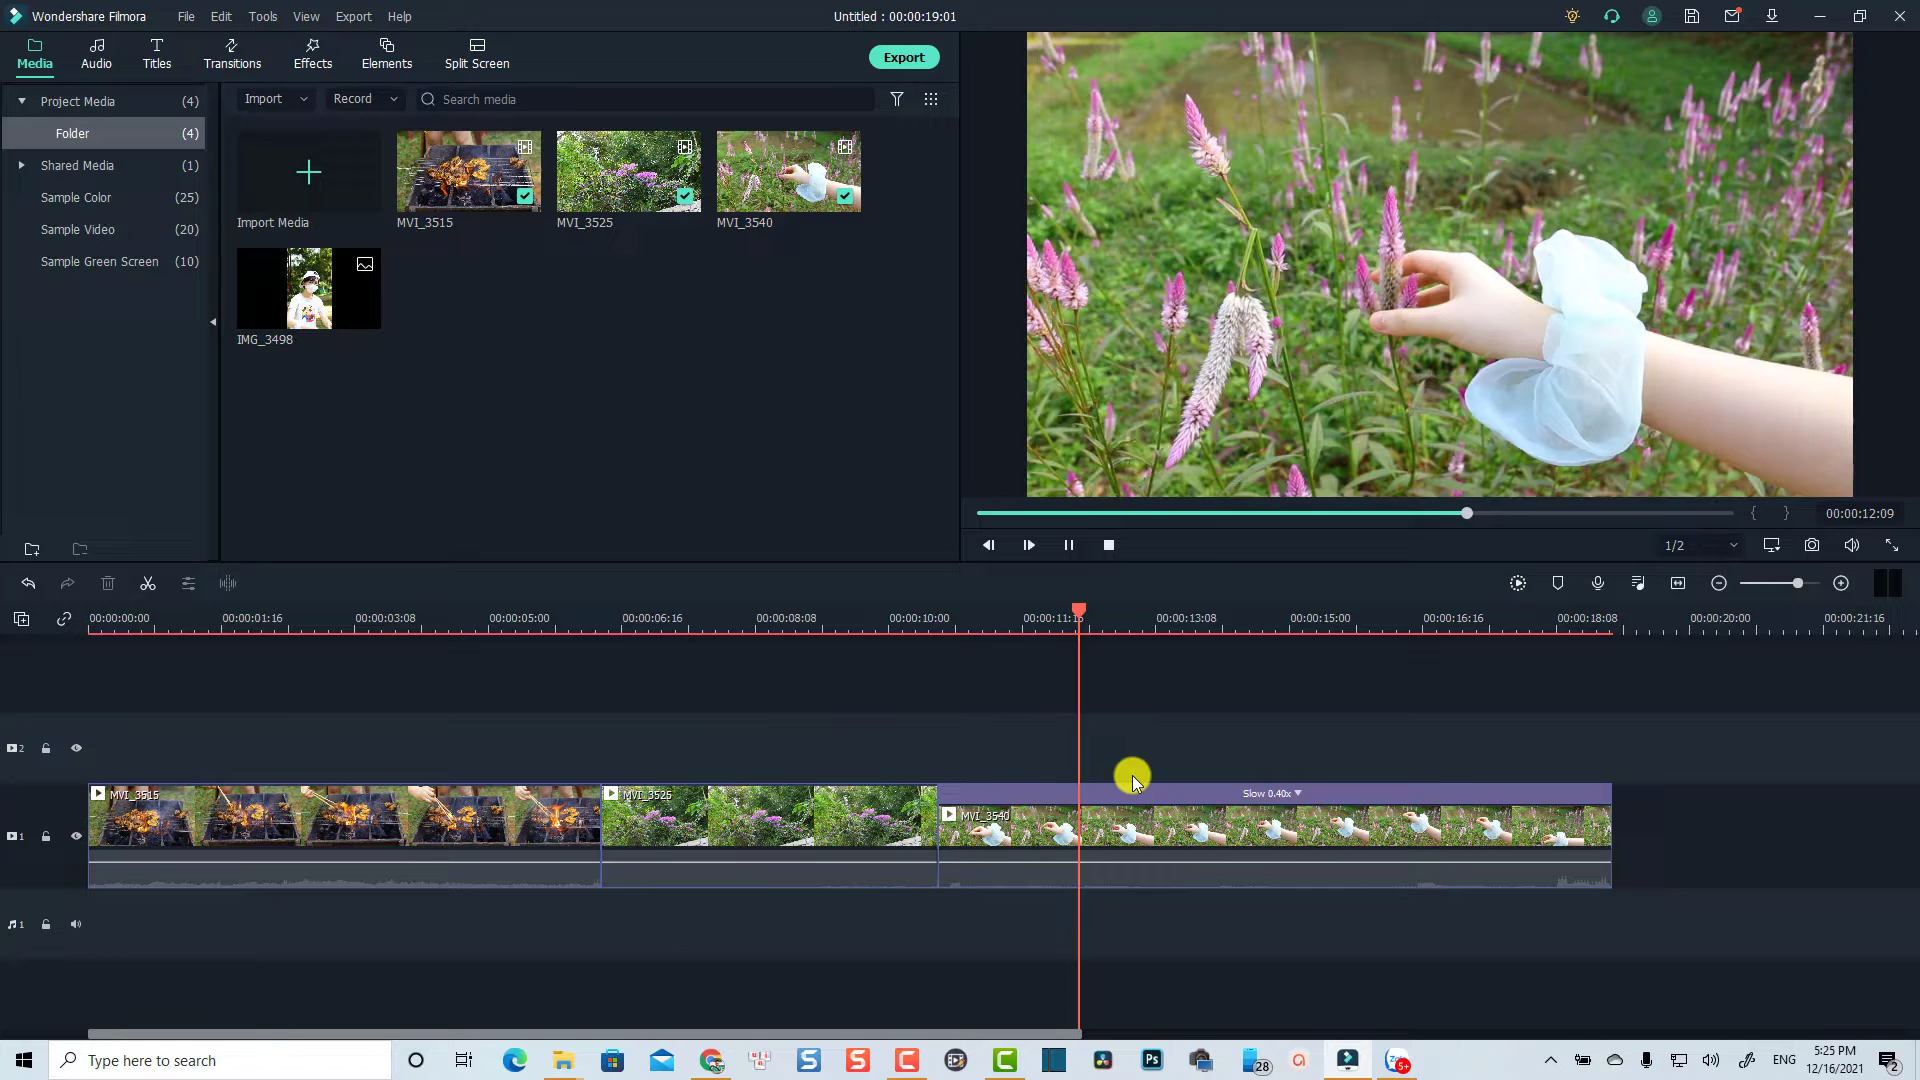 Wondershare Filmora File Edit Tools View Export Help Untitled : 00:00:19:01
Media Audio Titles Transitions Effects Elements Split Screen Export
Project Media (4)
Folder (4)
Shared Media (1)
Sample Color (25)
Sample Video (20)
Sample Green Screen (10)
Import Record Search media
Import Media MVI_3515 MVI_3525 MVI_3540
IMG_3498
{ } 00:00:12:09
1/2
00:00:00:00 00:00:01:16 00:00:03:08 00:00:05:00 00:00:06:16 00:00:08:08 00:00:10:00 00:00:11:16 00:00:13:08 00:00:15:00 00:00:16:16 00:00:18:08 00:00:20:00 00:00:21:16
2
MVI_3515 MVI_3525 Slow 0.40x
MVI_3540
1
1
Type here to search 28 5+ ENG 5:25 PM
12/16/2021 2